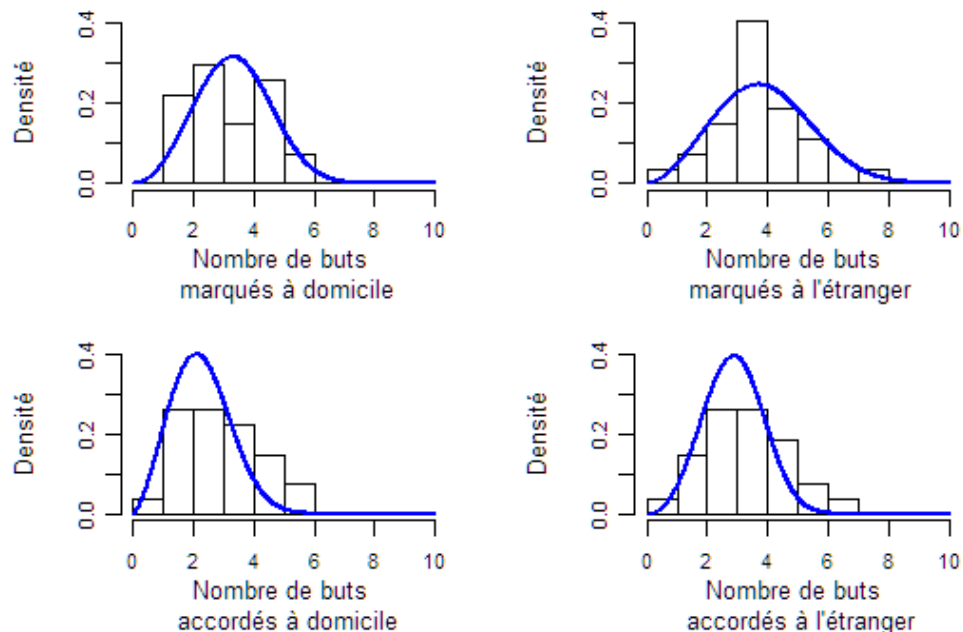 Densité
0.0 0.2 0.4
0 2 4 6 8 10
Nombre de buts
marqués à domicile
Densité
0.0 0.2 0.4
0 2 4 6 8 10
Nombre de buts
marqués à l'étranger
Densité
0.0 0.2 0.4
0 2 4 6 8 10
Nombre de buts
accordés à domicile
Densité
0.0 0.2 0.4
0 2 4 6 8 10
Nombre de buts
accordés à l'étranger